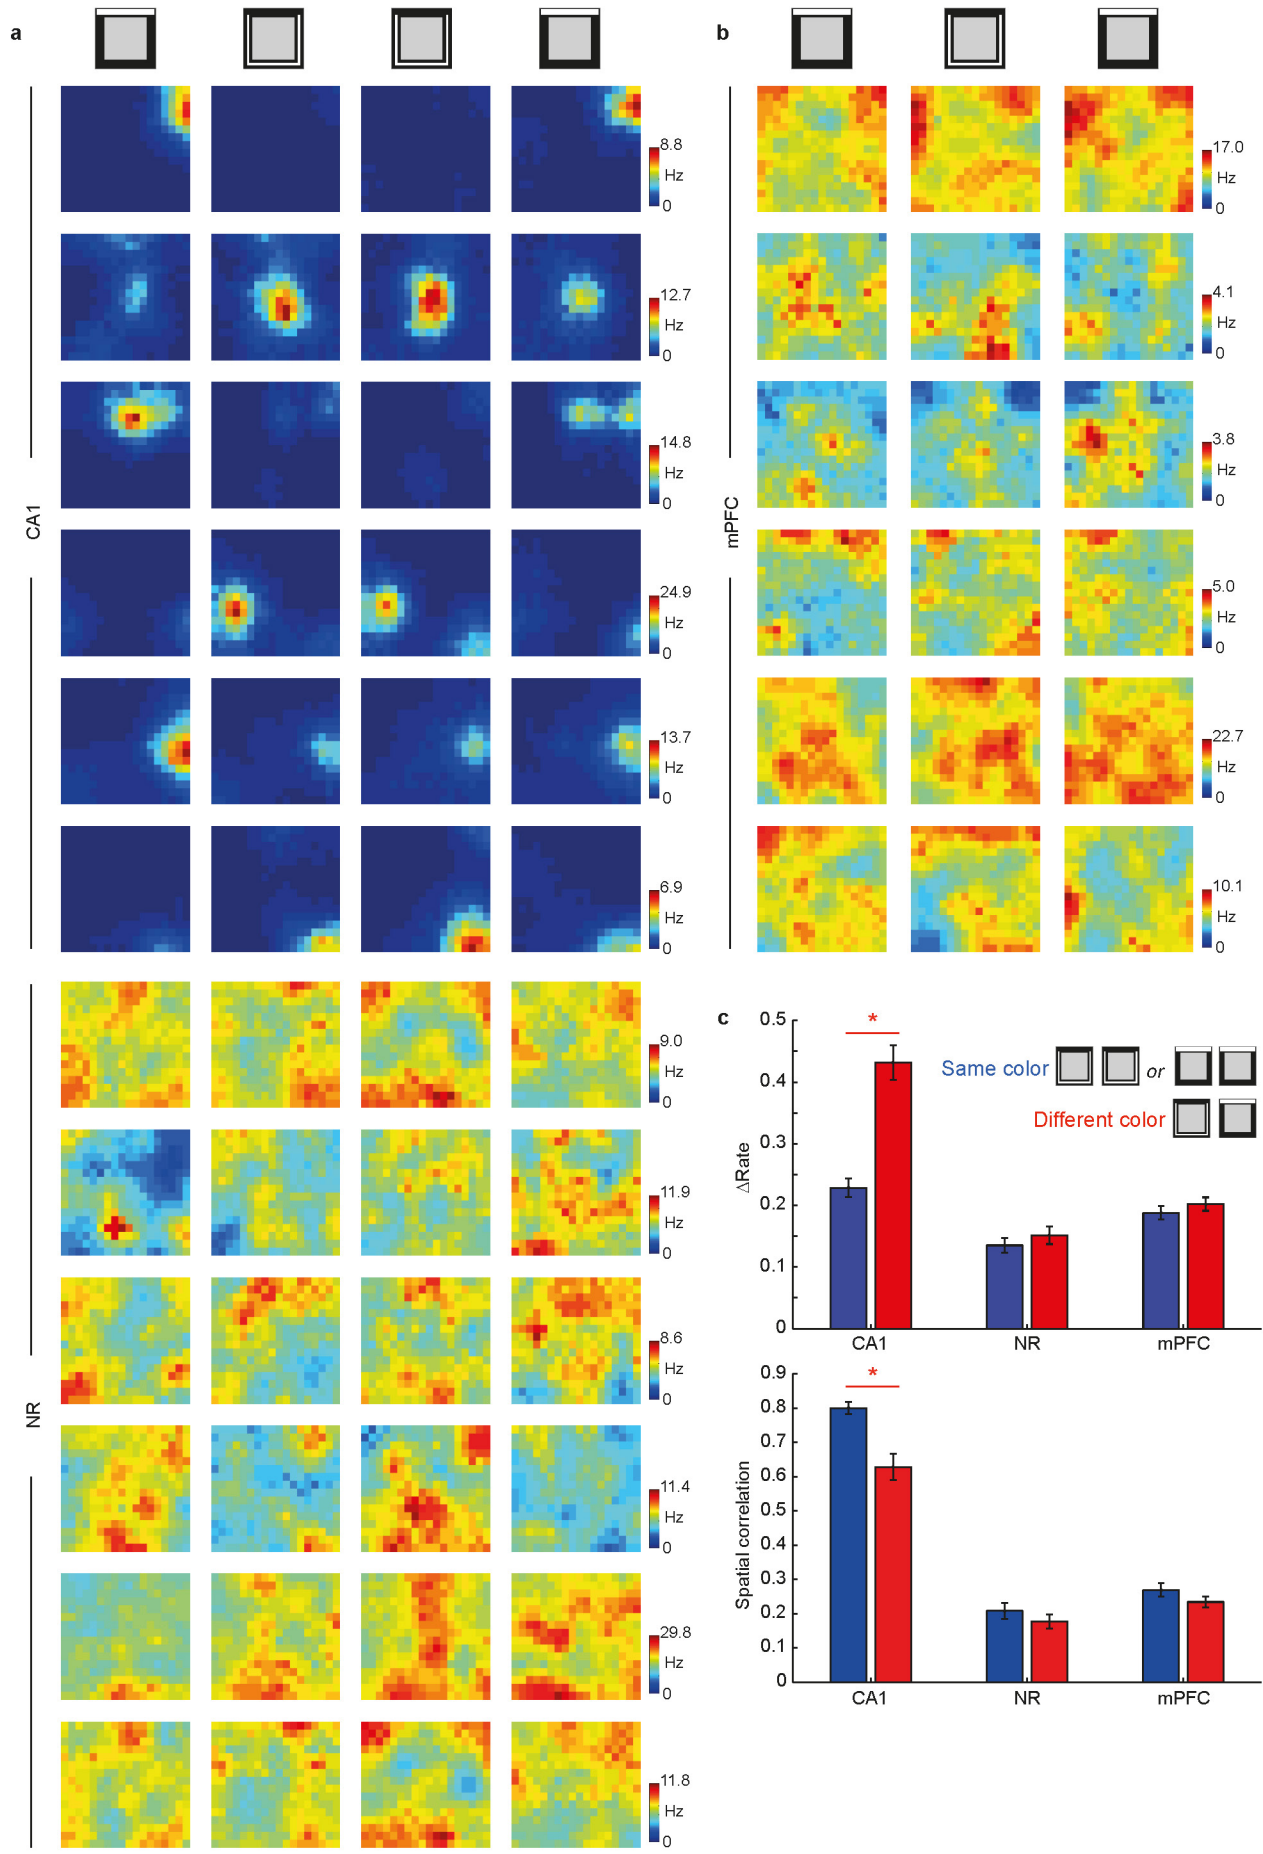 a
b
8.8
Hz
0
12.7
Hz
0
14.8
Hz
0
CA1
24.9
Hz
0
13.7
Hz
0
6.9
Hz
0
9.0
Hz
0
11.9
Hz
0
8.6
Hz
0
NR
11.4
Hz
0
29.8
Hz
0
11.8
Hz
0
17.0
Hz
0
4.1
Hz
0
3.8
Hz
0
mPFC
5.0
Hz
0
22.7
Hz
0
10.1
Hz
0
c
0.5
0.4
0.3
0.2
0.1
0
ΔRate
*
Same color or
Different color
CA1 NR mPFC
0.9
0.8
0.7
0.6
0.5
0.4
0.3
0.2
0.1
0
Spatial correlation
*
CA1 NR mPFC